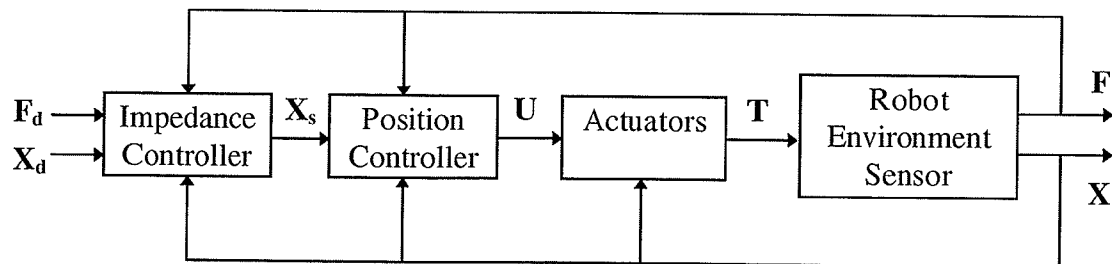 F_d
X_d
Impedance
Controller
X_s
Position
Controller
U
Actuators
T
Robot
Environment
Sensor
F
X